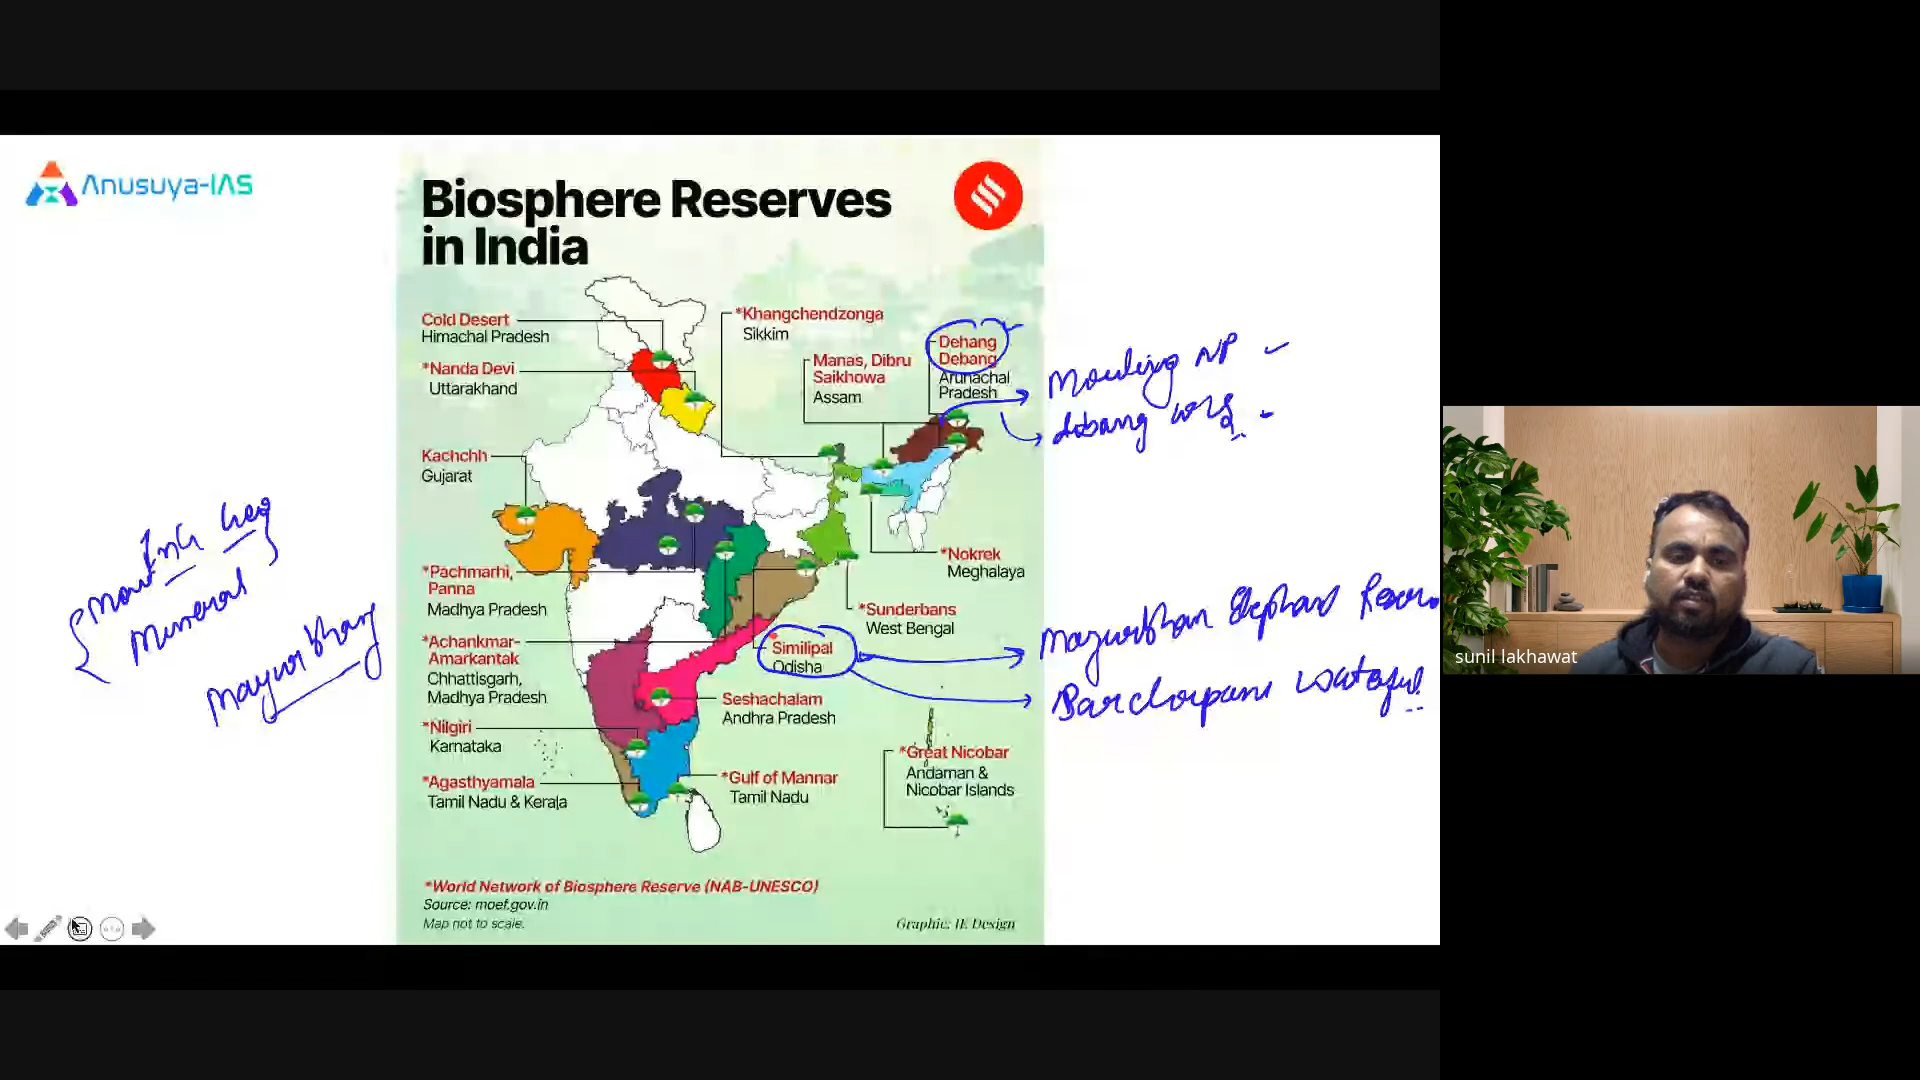 Anusuya-IAS
Biosphere Reserves
in India
Cold Desert
Himachal Pradesh
*Nanda Devi
Uttarakhand
Kachchh
Gujarat
*Pachmarhi,
Panna
Madhya Pradesh
*Achankmar-
Amarkantak
Chhattisgarh,
Madhya Pradesh
*Nilgiri
Karnataka
*Agasthyamala
Tamil Nadu & Kerala
*Khangchendzonga
Sikkim
Manas, Dibru
Saikhowa
Assam
Dehang
Debang
Arunachal
Pradesh
*Nokrek
Meghalaya
*Sunderbans
West Bengal
Similipal
Odisha
Seshachalam
Andhra Pradesh
*Gulf of Mannar
Tamil Nadu
*Great Nicobar
Andaman &
Nicobar Islands
*World Network of Biosphere Reserve (NAB-UNESCO)
Source: moef.gov.in
Map not to scale.
Graphic: IE Design
Mouling NP
debang WLS
Mayurbhan Elephant
Barehipani
Mineral
Mayurbhanj
sunil lakhawat